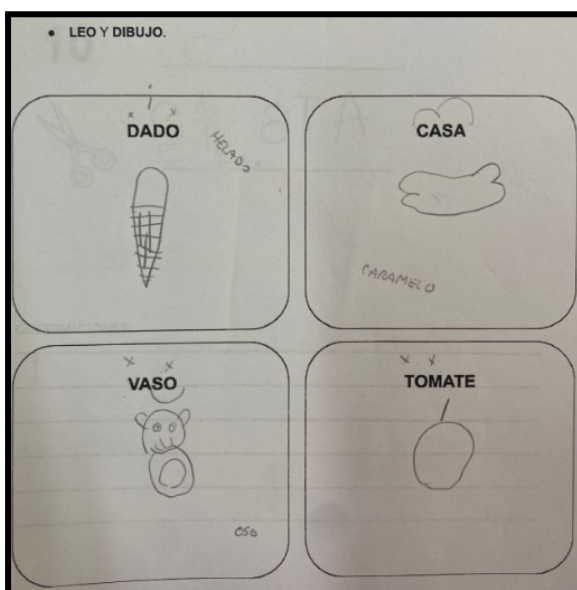 • LEO Y DIBUJO.
DADO
HELADO
CASA
CARAMELO
VASO
OSO
TOMATE